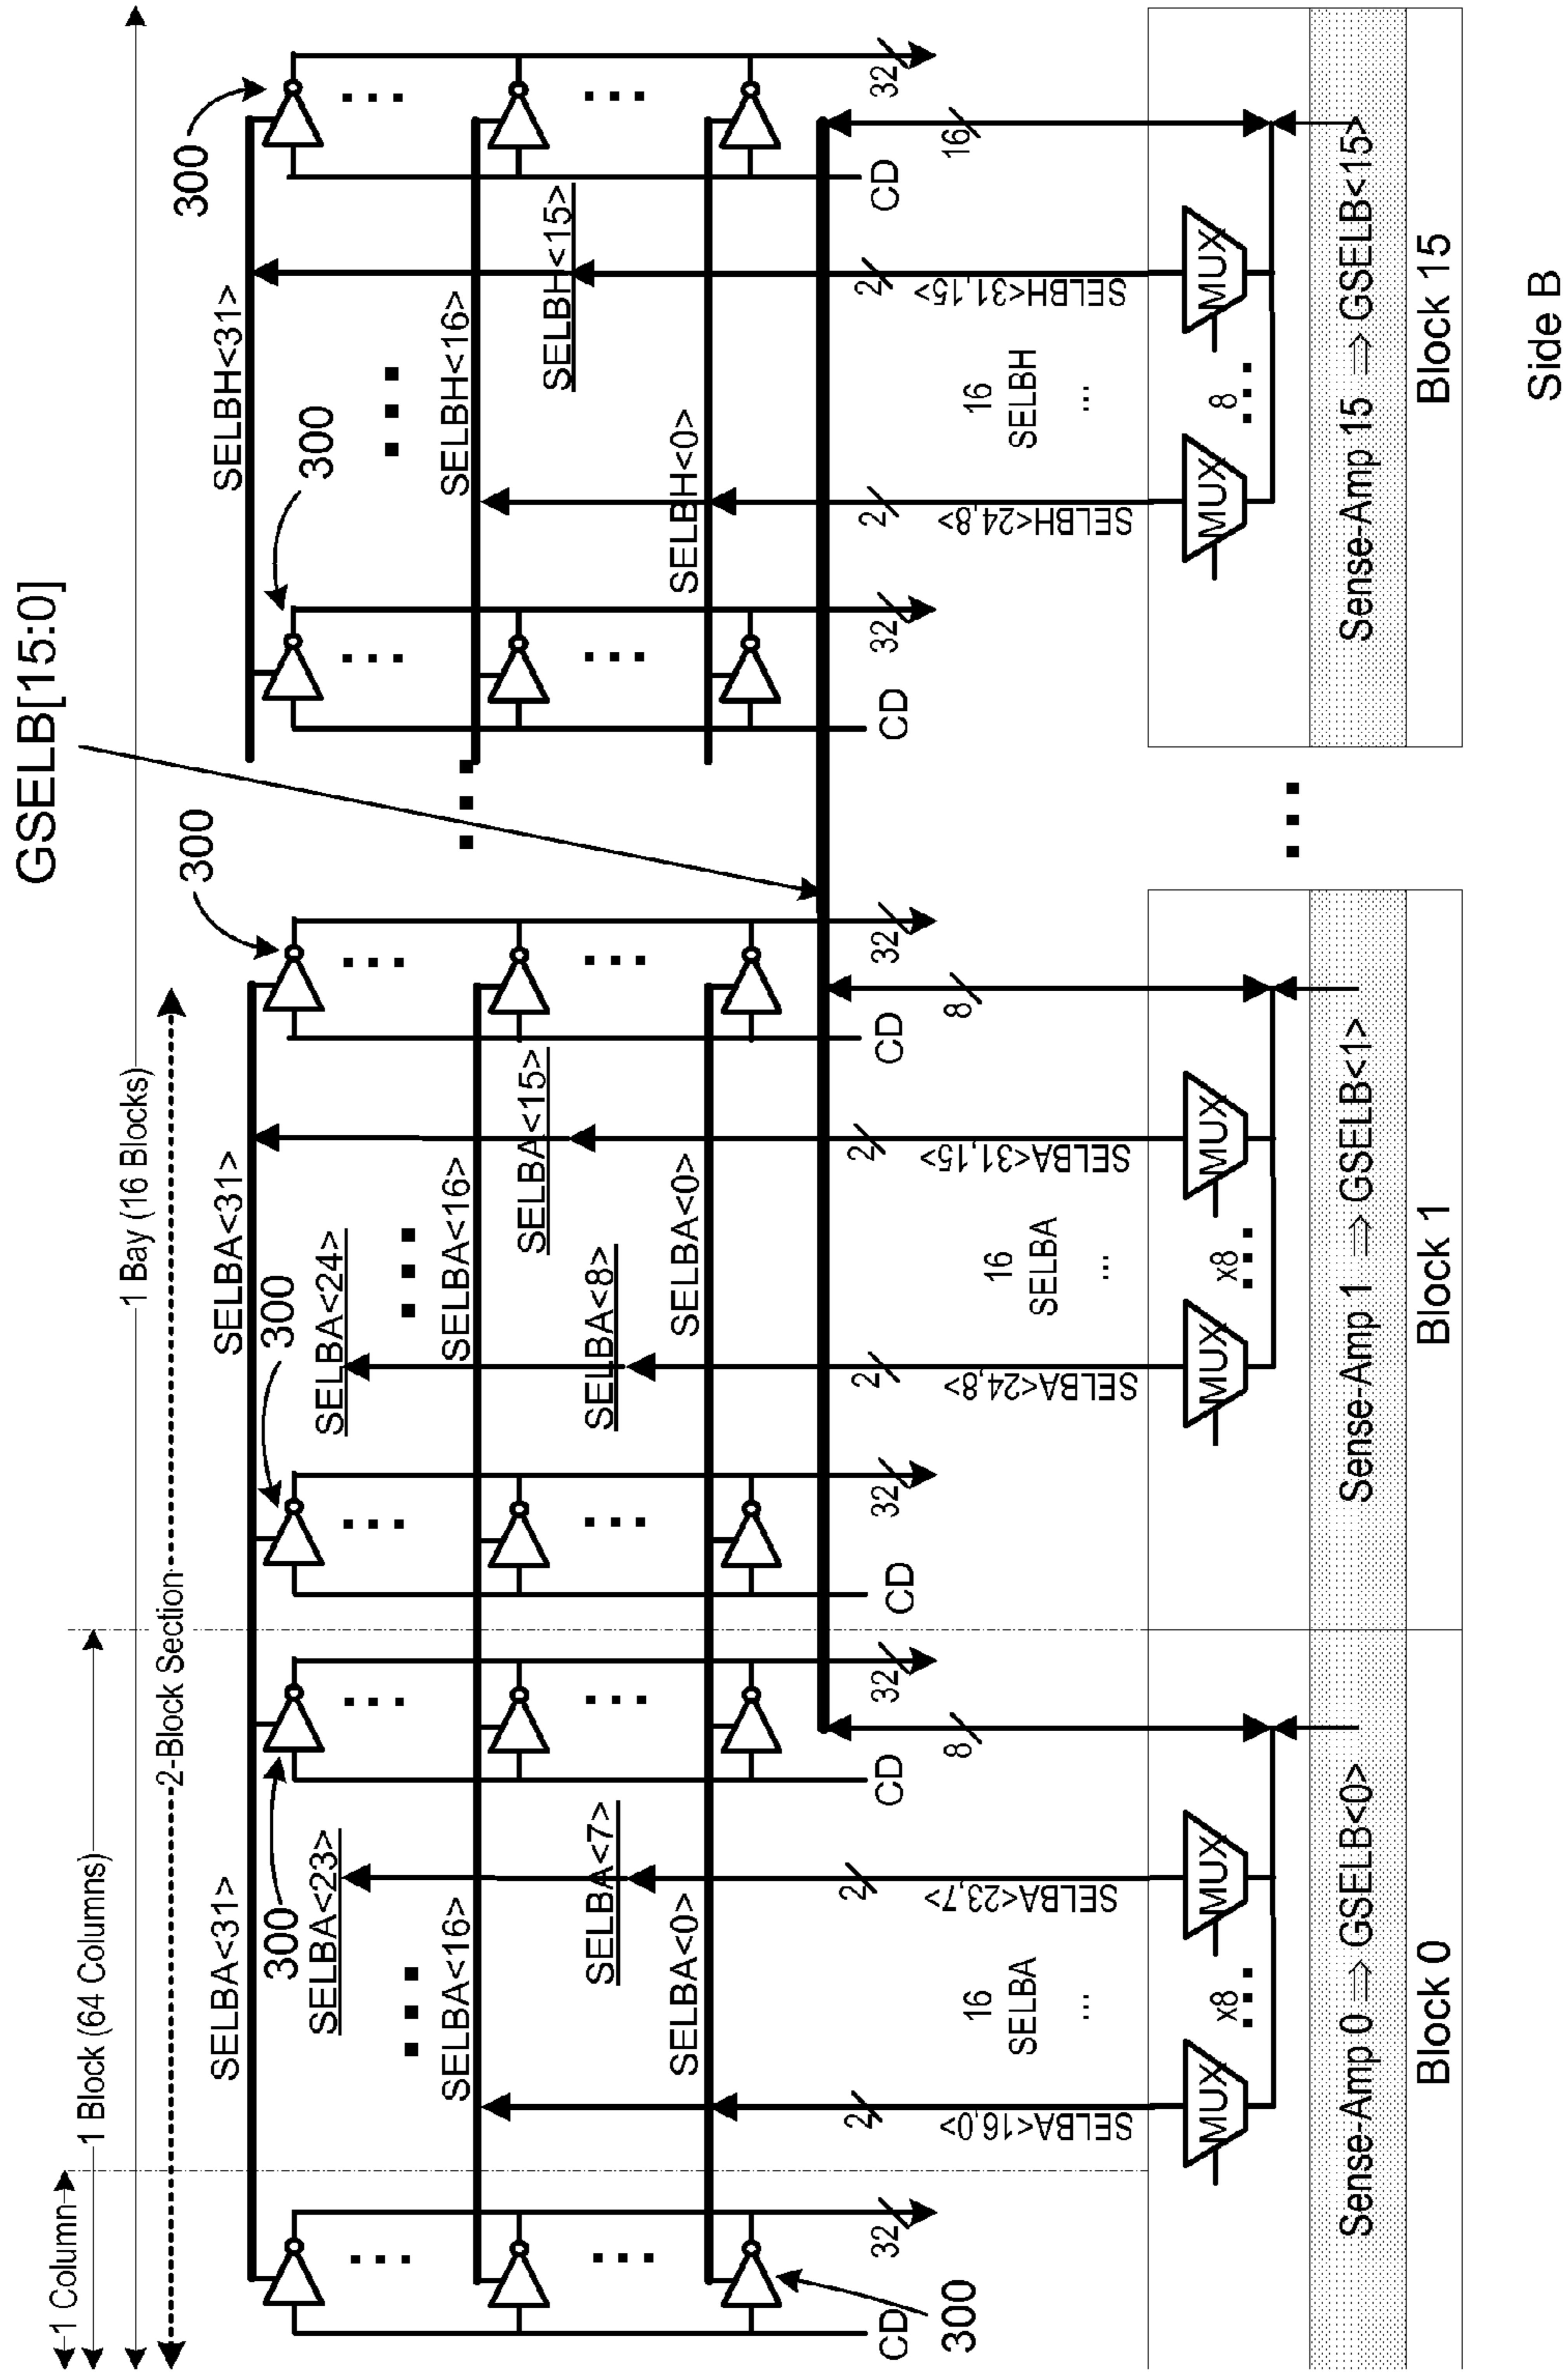 GSELB[15:0]
1 Column
1 Block (64 Columns)
1 Bay (16 Blocks)
2-Block Section
SELBA<31>
SELBA<31>
SELBH<31>
300
300
300
300
300
300
SELBA<23>
SELBA<24>
SELBA<16>
SELBA<16>
SELBH<16>
SELBA<7>
SELBA<8>
SELBA<15>
SELBH<15>
SELBA<0>
SELBA<0>
SELBH<0>
CD
32
CD
32
CD
32
CD
32
CD
32
CD
32
2
2
8
2
2
8
2
2
16
SELBA<16,0>
16
SELBA
...
SELBA<23,7>
SELBA<24,8>
16
SELBA
...
SELBA<31,15>
SELBH<24,8>
16
SELBH
...
SELBH<31,15>
MUX
x8
MUX
MUX
x8
MUX
MUX
8
MUX
Sense-Amp 0 ⇒ GSELB<0>
Sense-Amp 1 ⇒ GSELB<1>
Sense-Amp 15 ⇒ GSELB<15>
Block 0
Block 1
Block 15
Side B